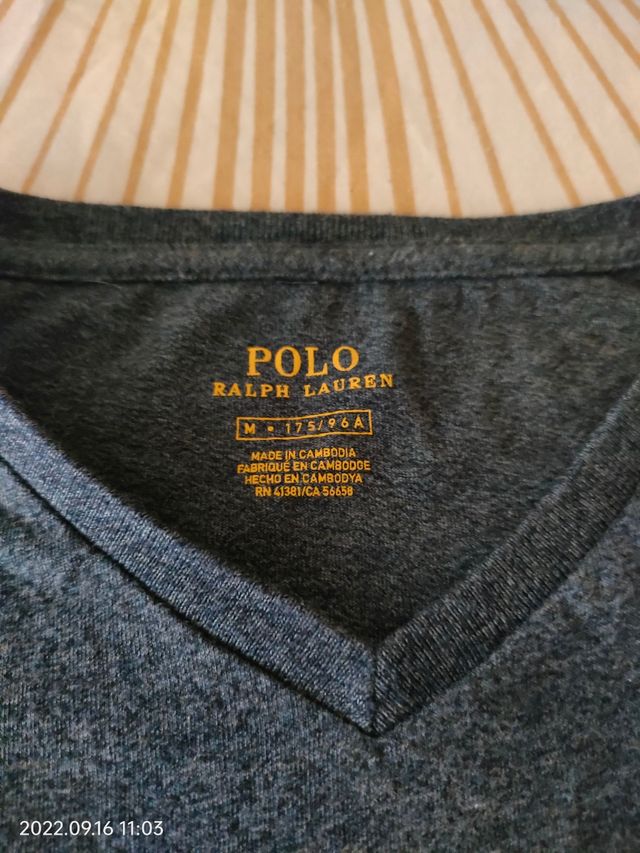 POLO
RALPH LAUREN
M • 175/96A
MADE IN CAMBODIA
FABRIQUÉ EN CAMBODGE
HECHO EN CAMBODYA
RN 41381/CA 56658
2022.09.16 11:03